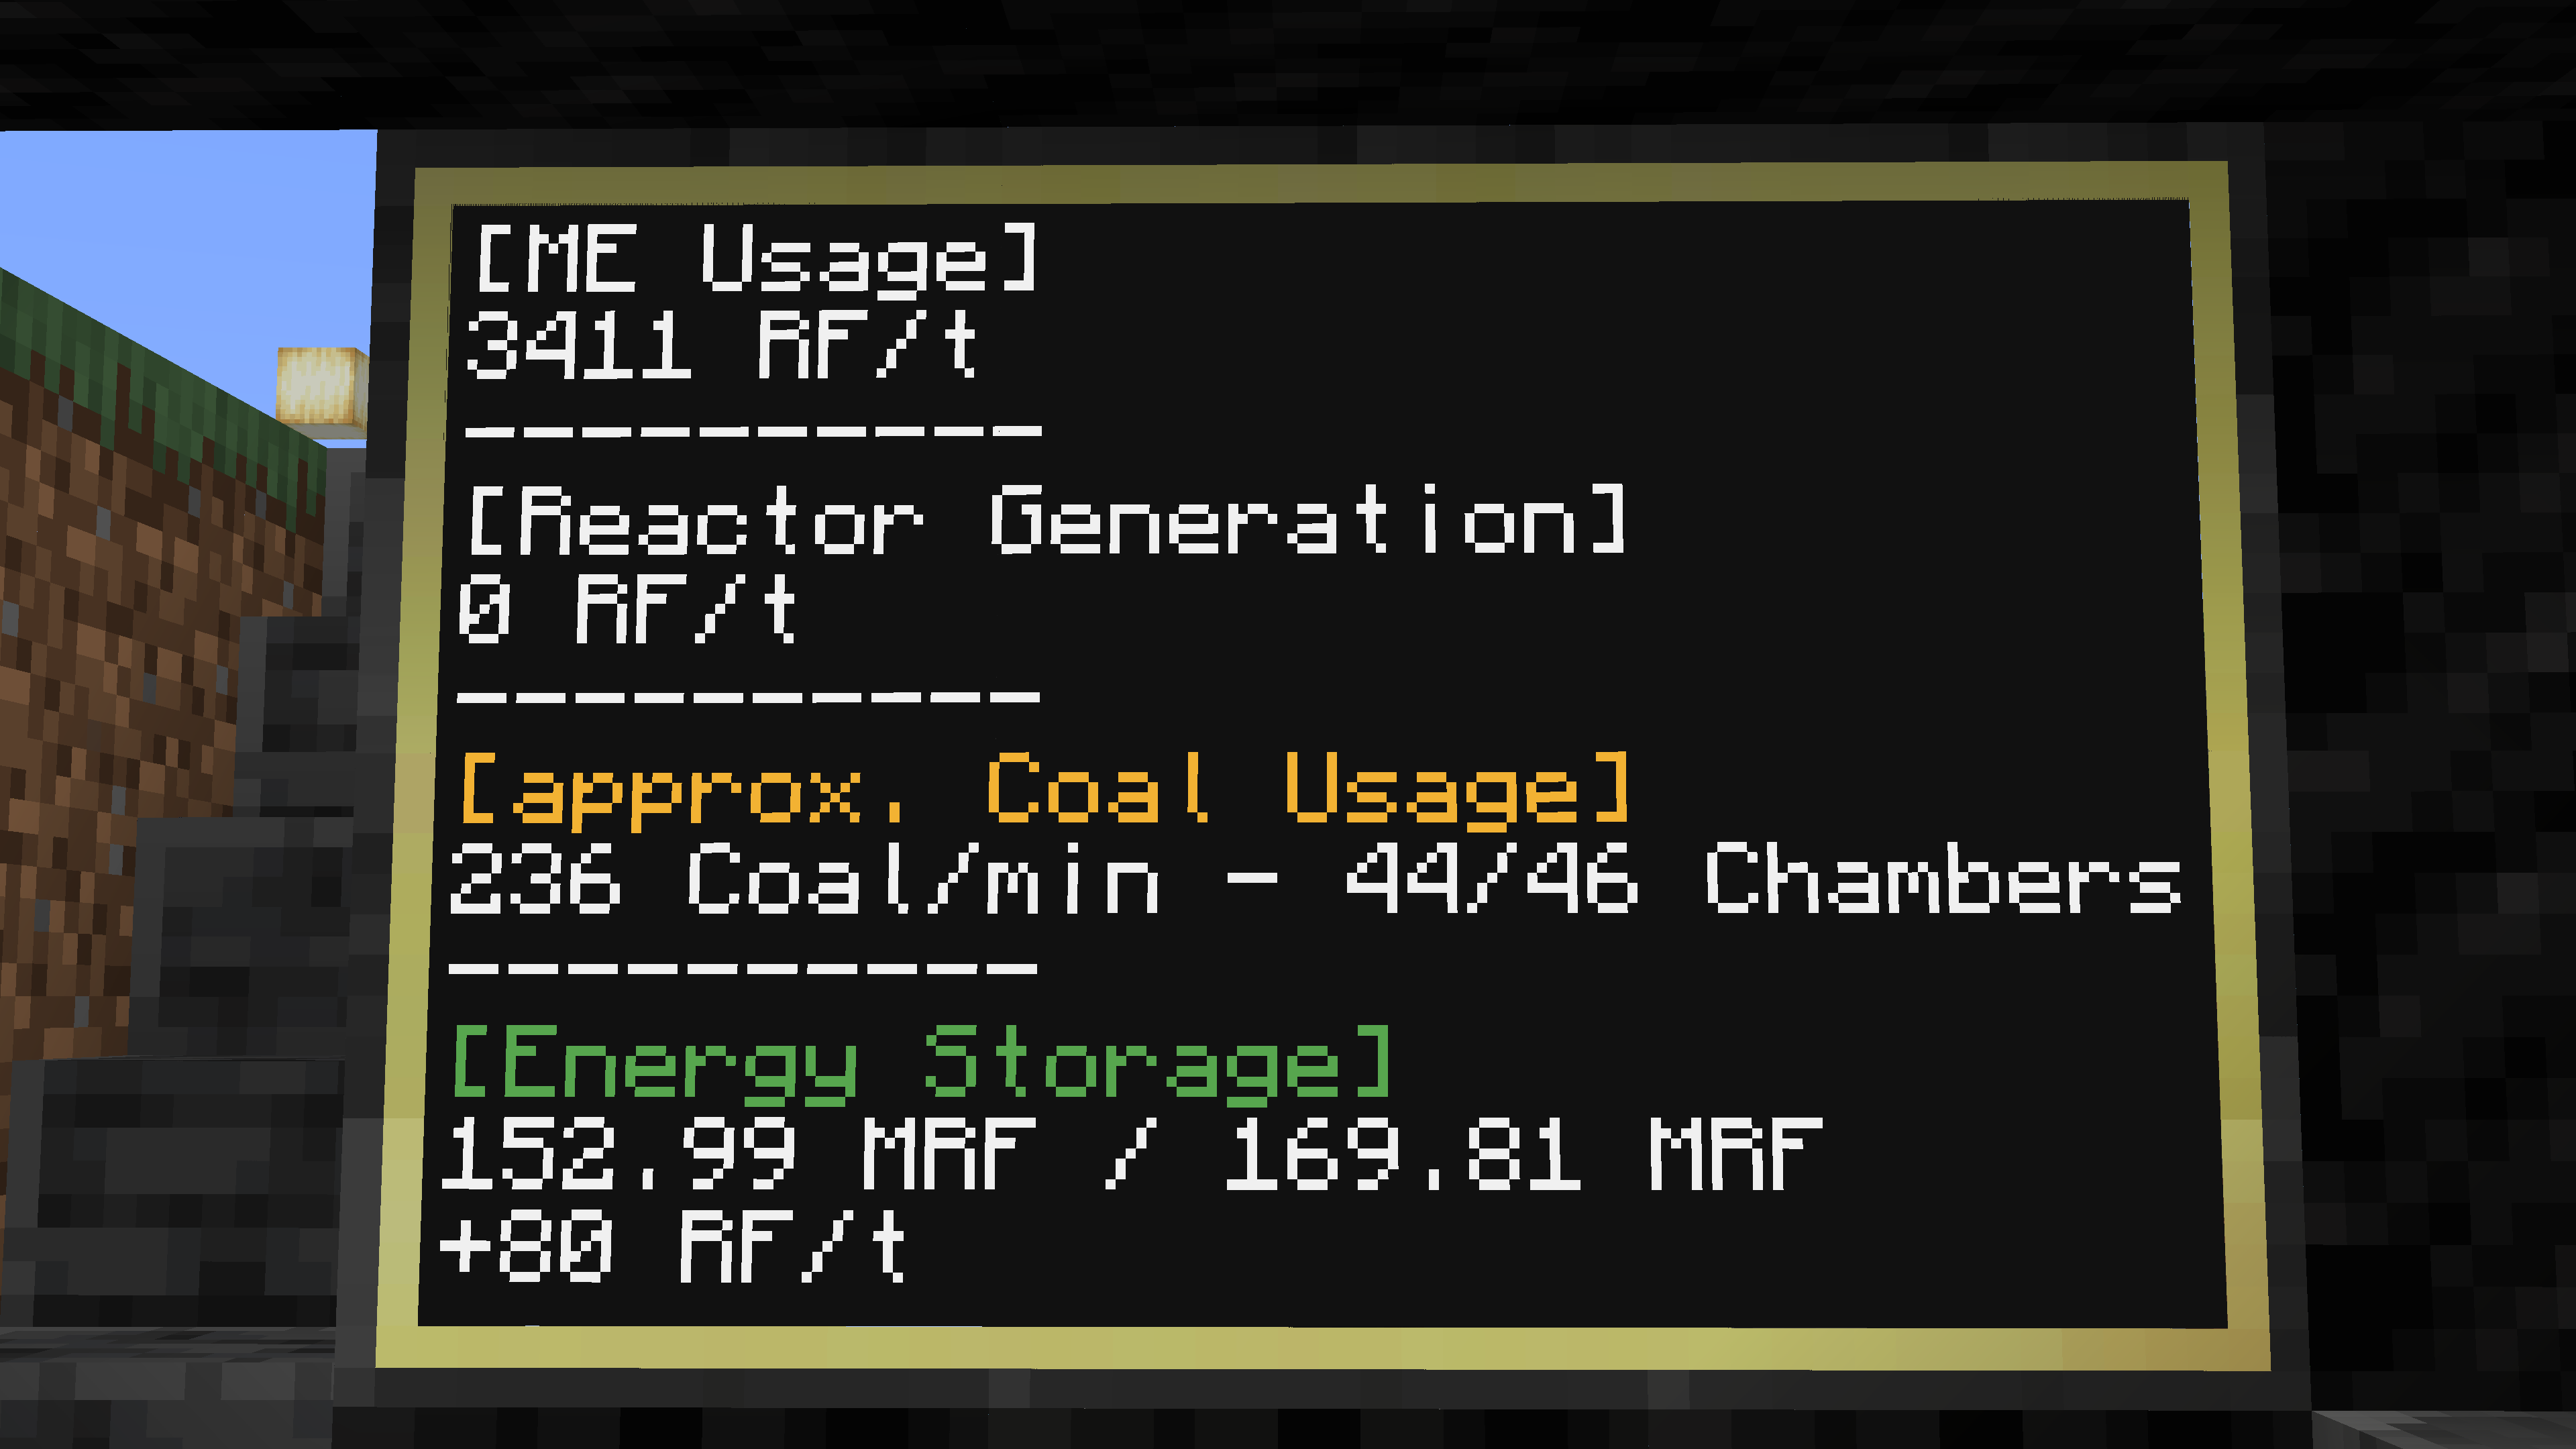 [ME Usage]
3411 RF/t
----------
[Reactor Generation]
0 RF/t
----------
[approx. Coal Usage]
236 Coal/min - 44/46 Chambers
----------
[Energy Storage]
152.99 MRF / 169.81 MRF
+80 RF/t